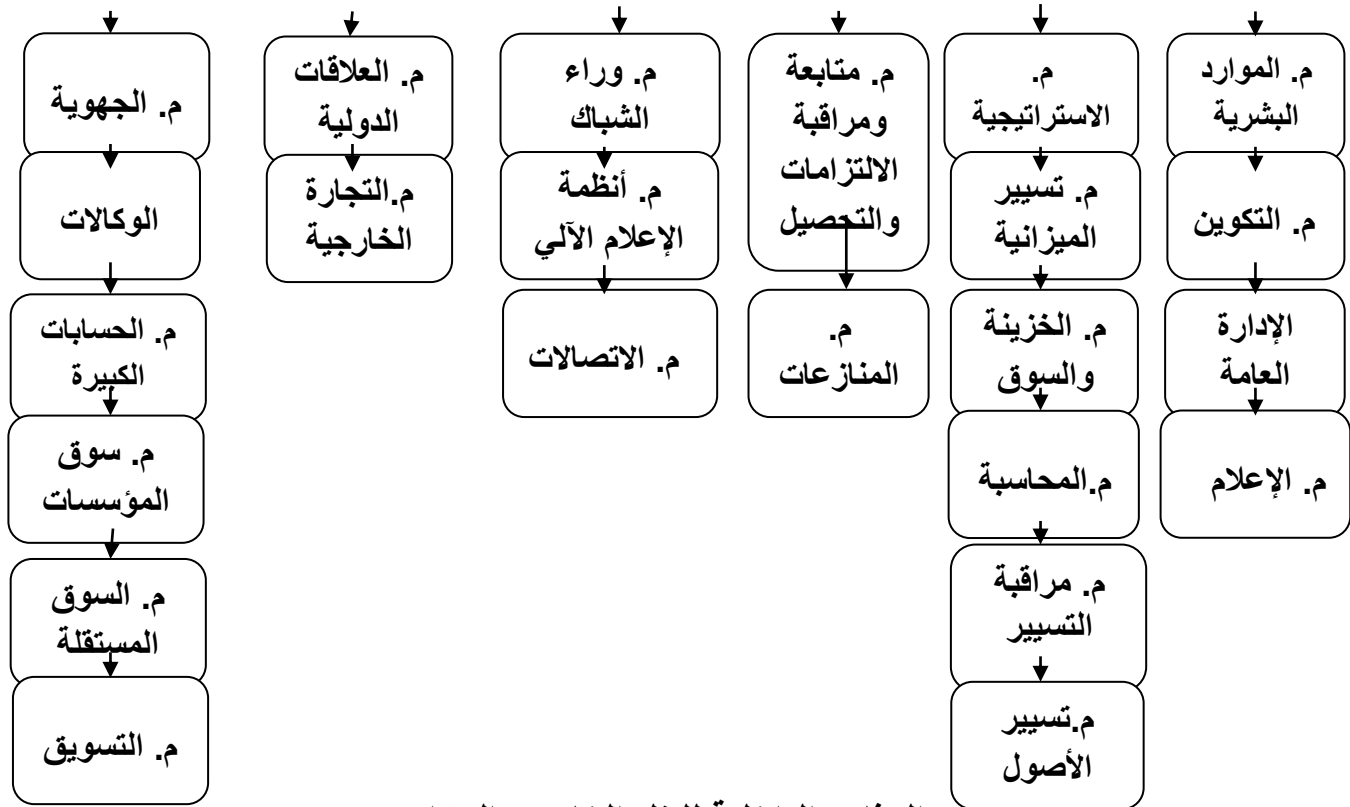 م. الموارد
البشرية
م. التكوين
الإدارة
العامة
م. الإعلام
م.
الاستراتيجية
م. تسيير
الميزانية
م. الخزينة
والسوق
م.المحاسبة
م. مراقبة
التسيير
م.تسيير
الأصول
م. متابعة
ومراقبة
الالتزامات
والتحصيل
م.
المنازعات
م. وراء
الشباك
م. أنظمة
الإعلام الآلي
م. الاتصالات
م. العلاقات
الدولية
م.التجارة
الخارجية
م. الجهوية
الوكالات
م. الحسابات
الكبيرة
م. سوق
المؤسسات
م. السوق
المستقلة
م. التسويق